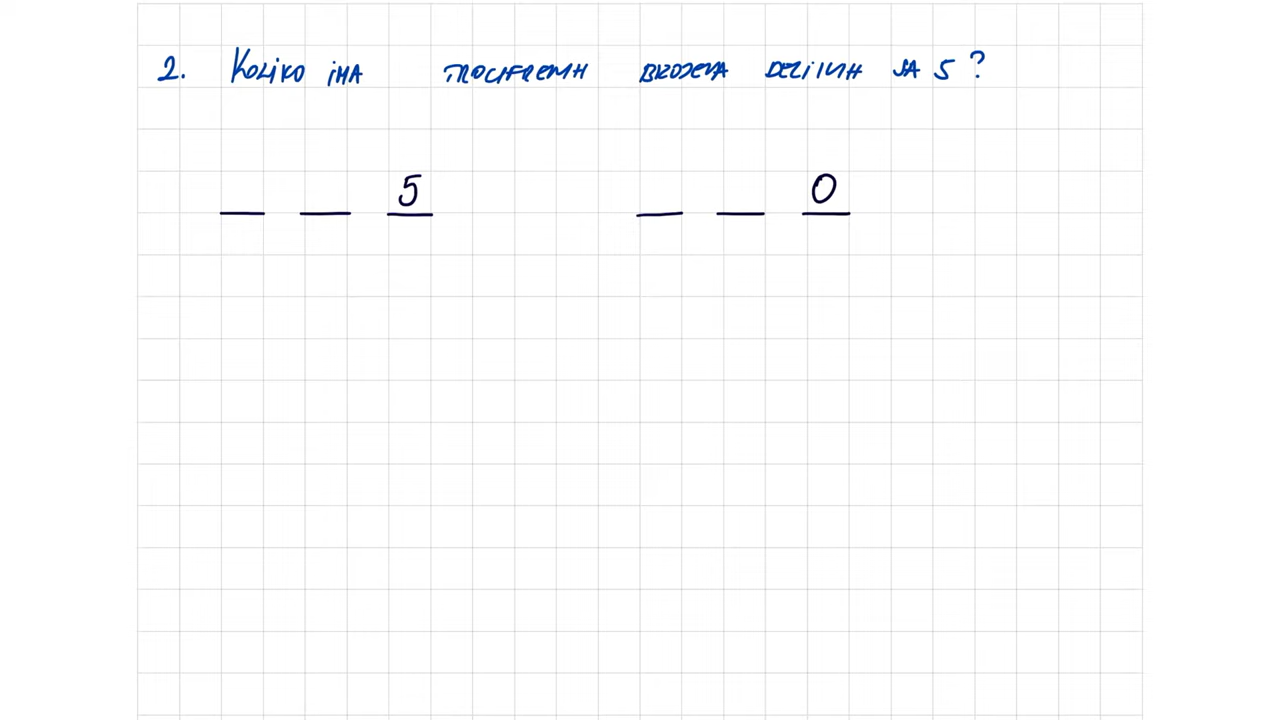 2. KOLIKO IMA TROCIFRENIH BROJEVA DELJIVIH SA 5?
_ _ 5 _ _ 0